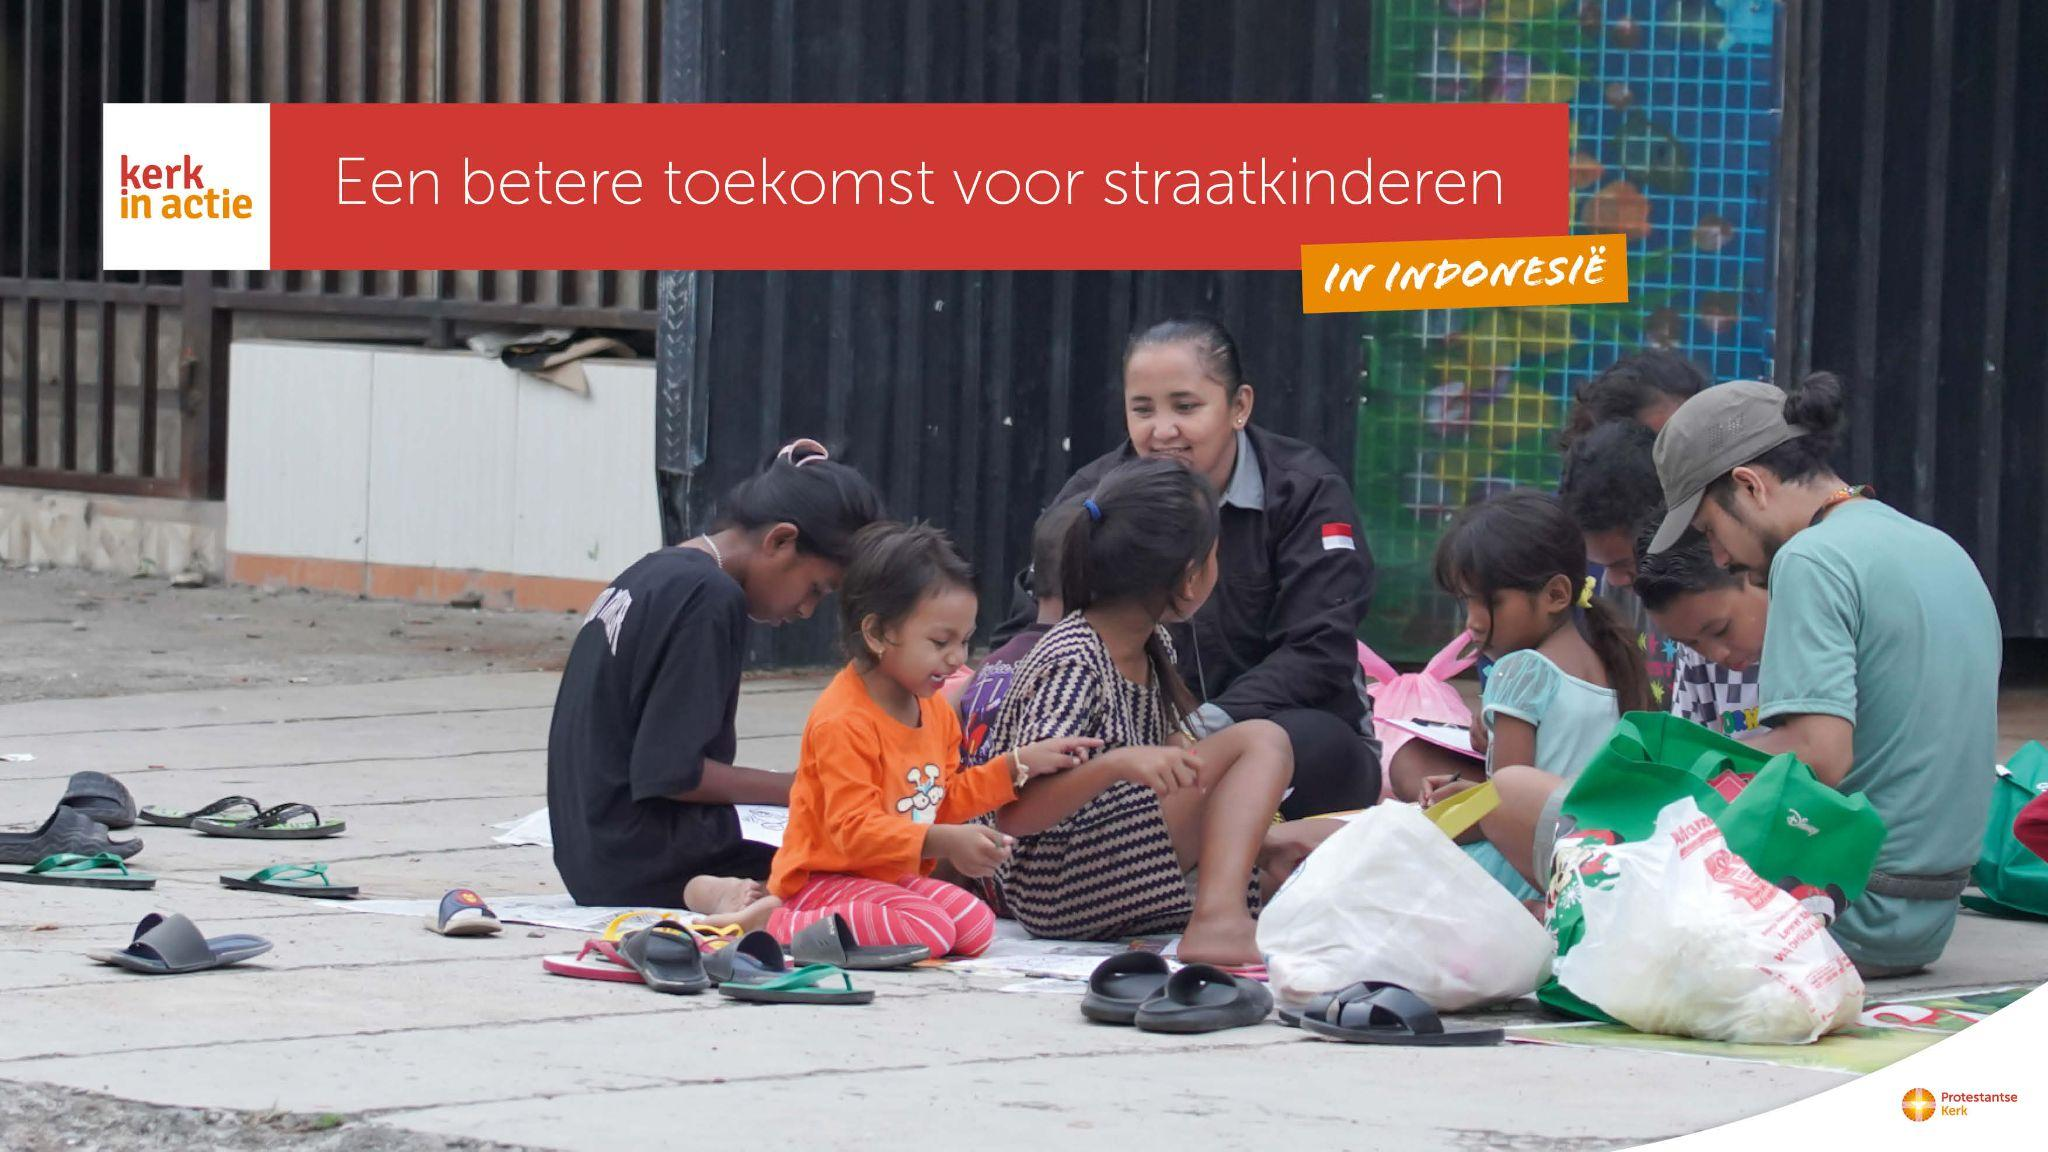 kerk
in actie
Een betere toekomst voor straatkinderen
IN INDONESIË
Protestantse
Kerk